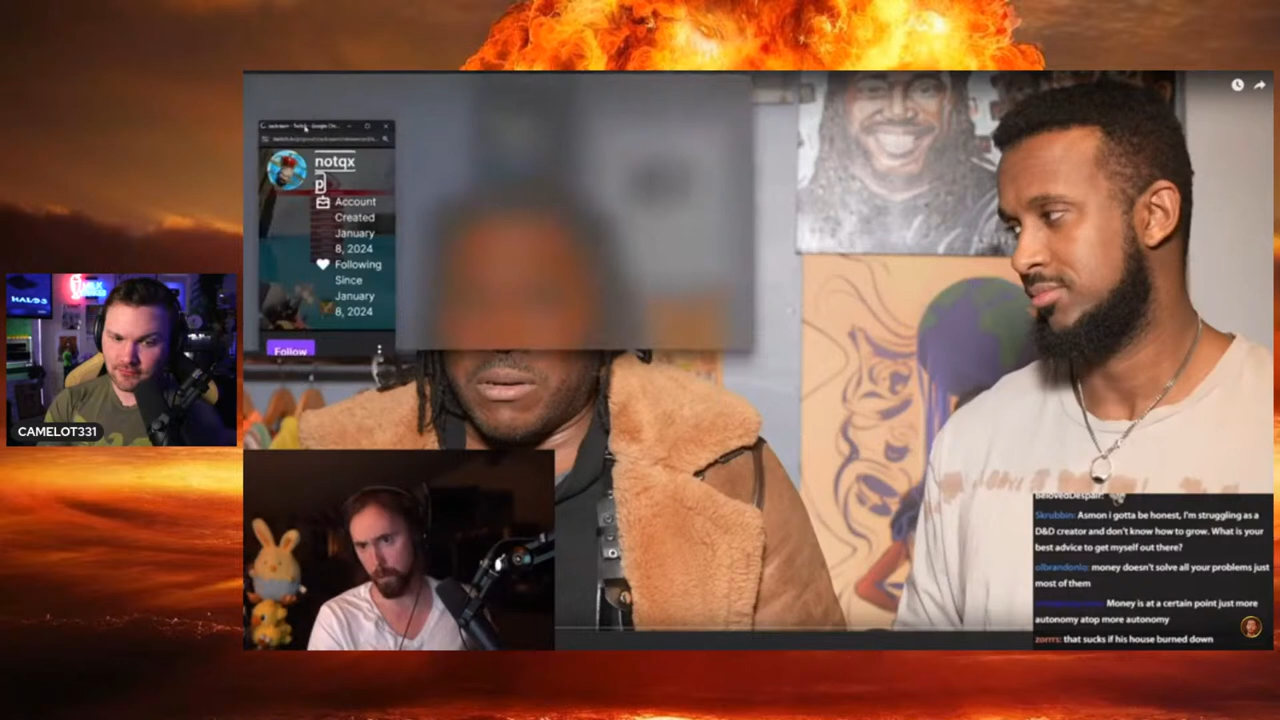 notqx
p
Account
Created
January
8, 2024
Following
Since
January
8, 2024
Follow
HALO 3
CAMELOT331
BelovedDespair:
Skrubbin: Asmon i gotta be honest, I'm struggling as a
D&D creator and don't know how to grow. What is your
best advice to get myself out there?
olbrandonlo: money doesn't solve all your problems just
most of them
Money is at a certain point just more
autonomy atop more autonomy
zorrrs: that sucks if his house burned down